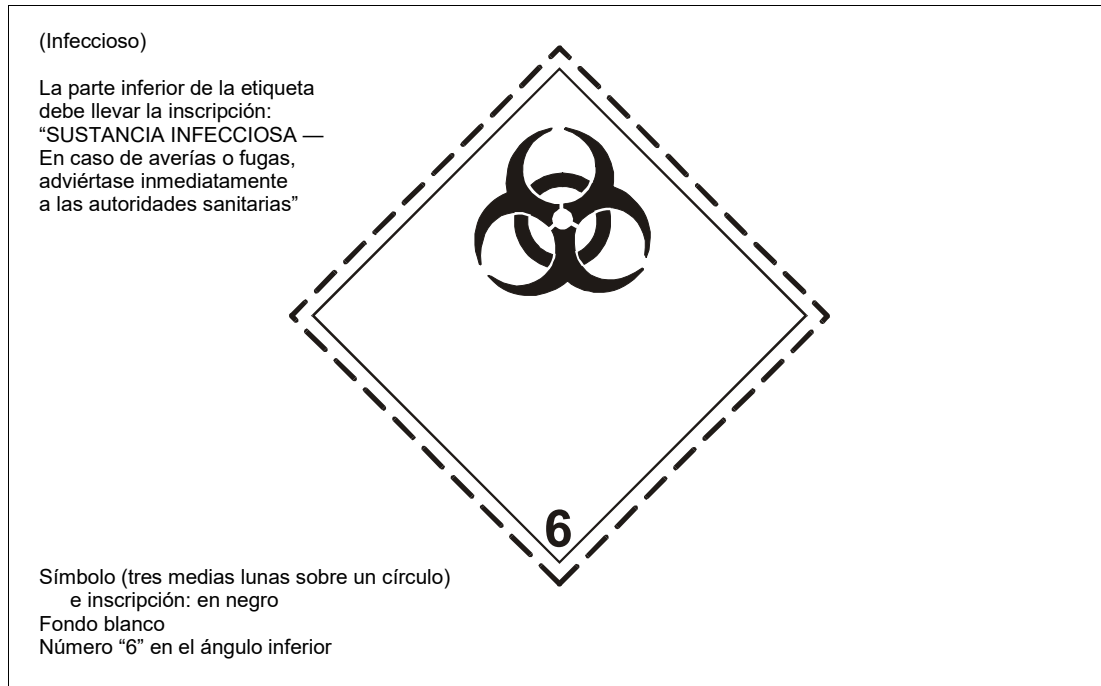 (Infeccioso)
La parte inferior de la etiqueta
debe llevar la inscripción:
“SUSTANCIA INFECCIOSA —
En caso de averías o fugas,
adviértase inmediatamente
a las autoridades sanitarias”
6
Símbolo (tres medias lunas sobre un círculo)
e inscripción: en negro
Fondo blanco
Número “6” en el ángulo inferior